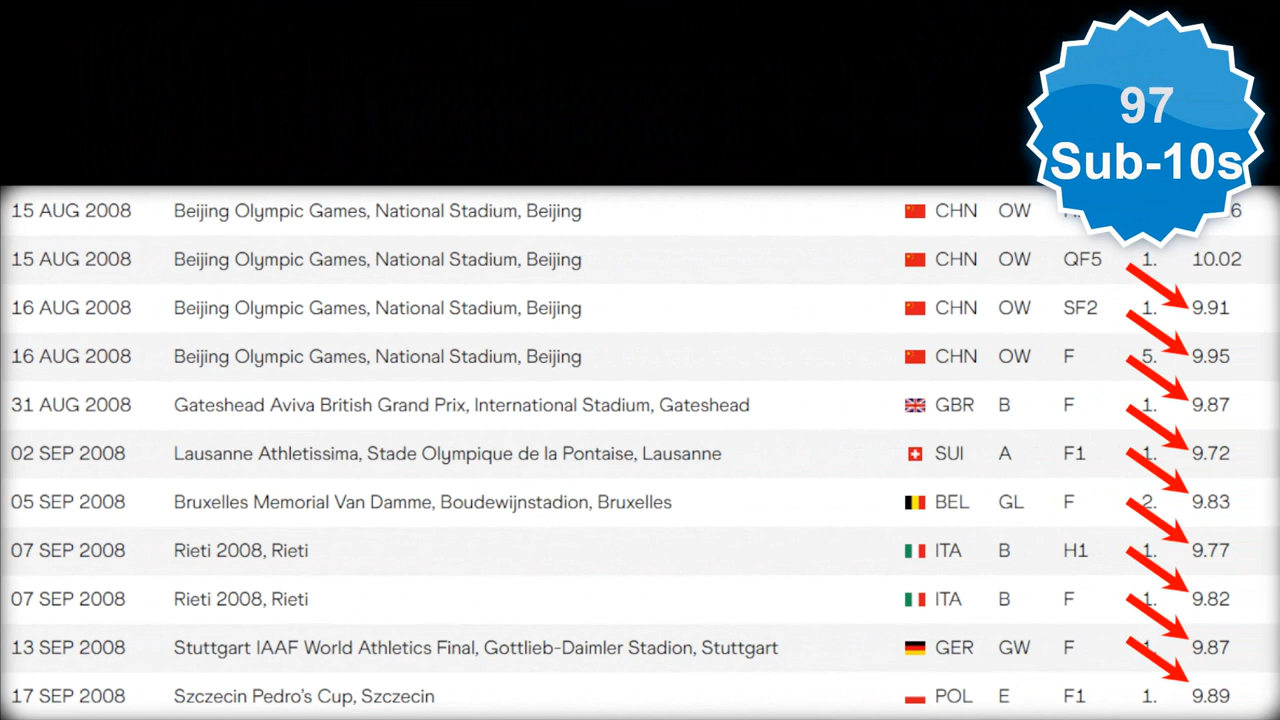 97
Sub-10s
15 AUG 2008 Beijing Olympic Games, National Stadium, Beijing CHN OW
15 AUG 2008 Beijing Olympic Games, National Stadium, Beijing CHN OW QF5 1. 10.02
16 AUG 2008 Beijing Olympic Games, National Stadium, Beijing CHN OW SF2 1. 9.91
16 AUG 2008 Beijing Olympic Games, National Stadium, Beijing CHN OW F 5. 9.95
31 AUG 2008 Gateshead Aviva British Grand Prix, International Stadium, Gateshead GBR B F 1. 9.87
02 SEP 2008 Lausanne Athletissima, Stade Olympique de la Pontaise, Lausanne SUI A F1 1. 9.72
05 SEP 2008 Bruxelles Memorial Van Damme, Boudewijnstadion, Bruxelles BEL GL F 2. 9.83
07 SEP 2008 Rieti 2008, Rieti ITA B H1 1. 9.77
07 SEP 2008 Rieti 2008, Rieti ITA B F 1. 9.82
13 SEP 2008 Stuttgart IAAF World Athletics Final, Gottlieb-Daimler Stadion, Stuttgart GER GW F 1. 9.87
17 SEP 2008 Szczecin Pedro's Cup, Szczecin POL E F1 1. 9.89